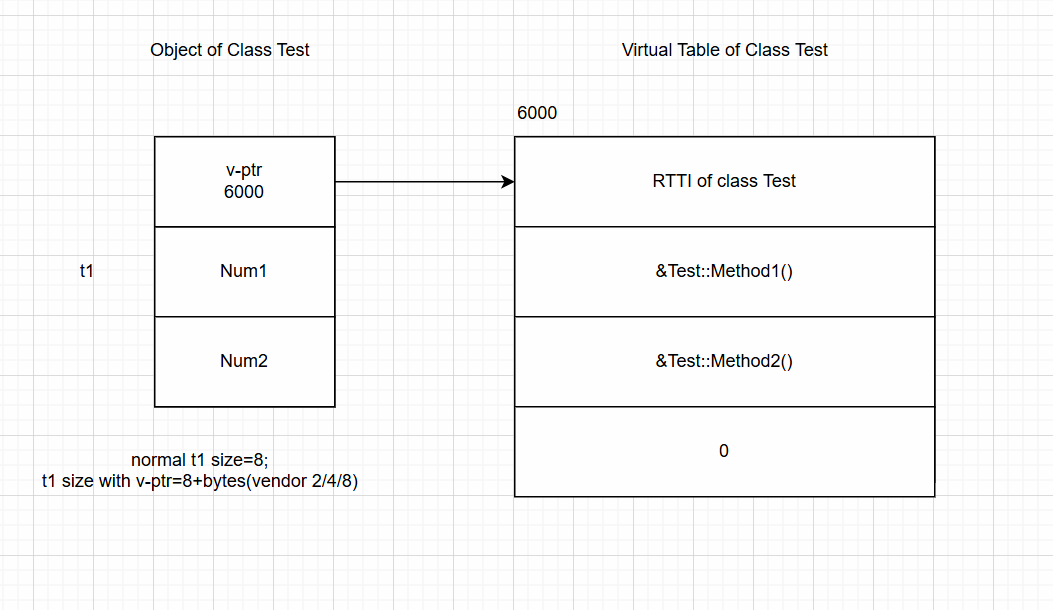 Object of Class Test
Virtual Table of Class Test
6000
v-ptr
6000
RTTI of class Test
t1
Num1
&Test::Method1()
Num2
&Test::Method2()
0
normal t1 size=8;
t1 size with v-ptr=8+bytes(vendor 2/4/8)